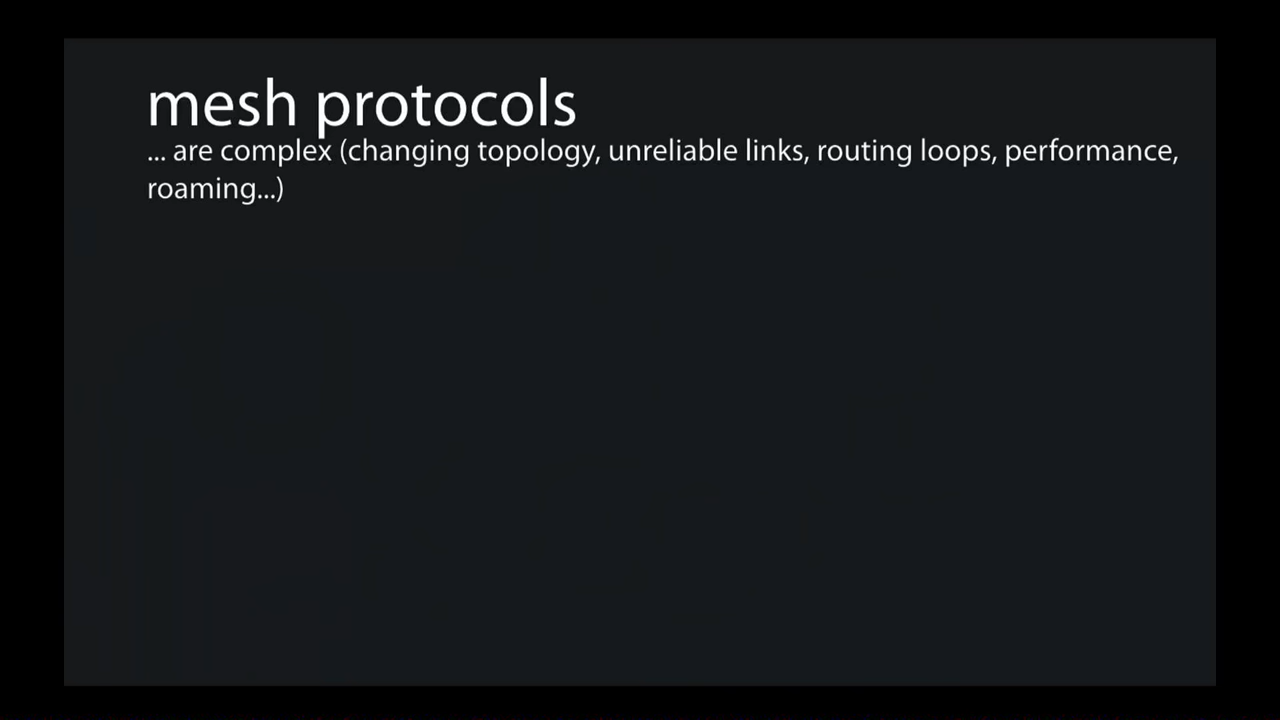 mesh protocols
... are complex (changing topology, unreliable links, routing loops, performance,
roaming...)